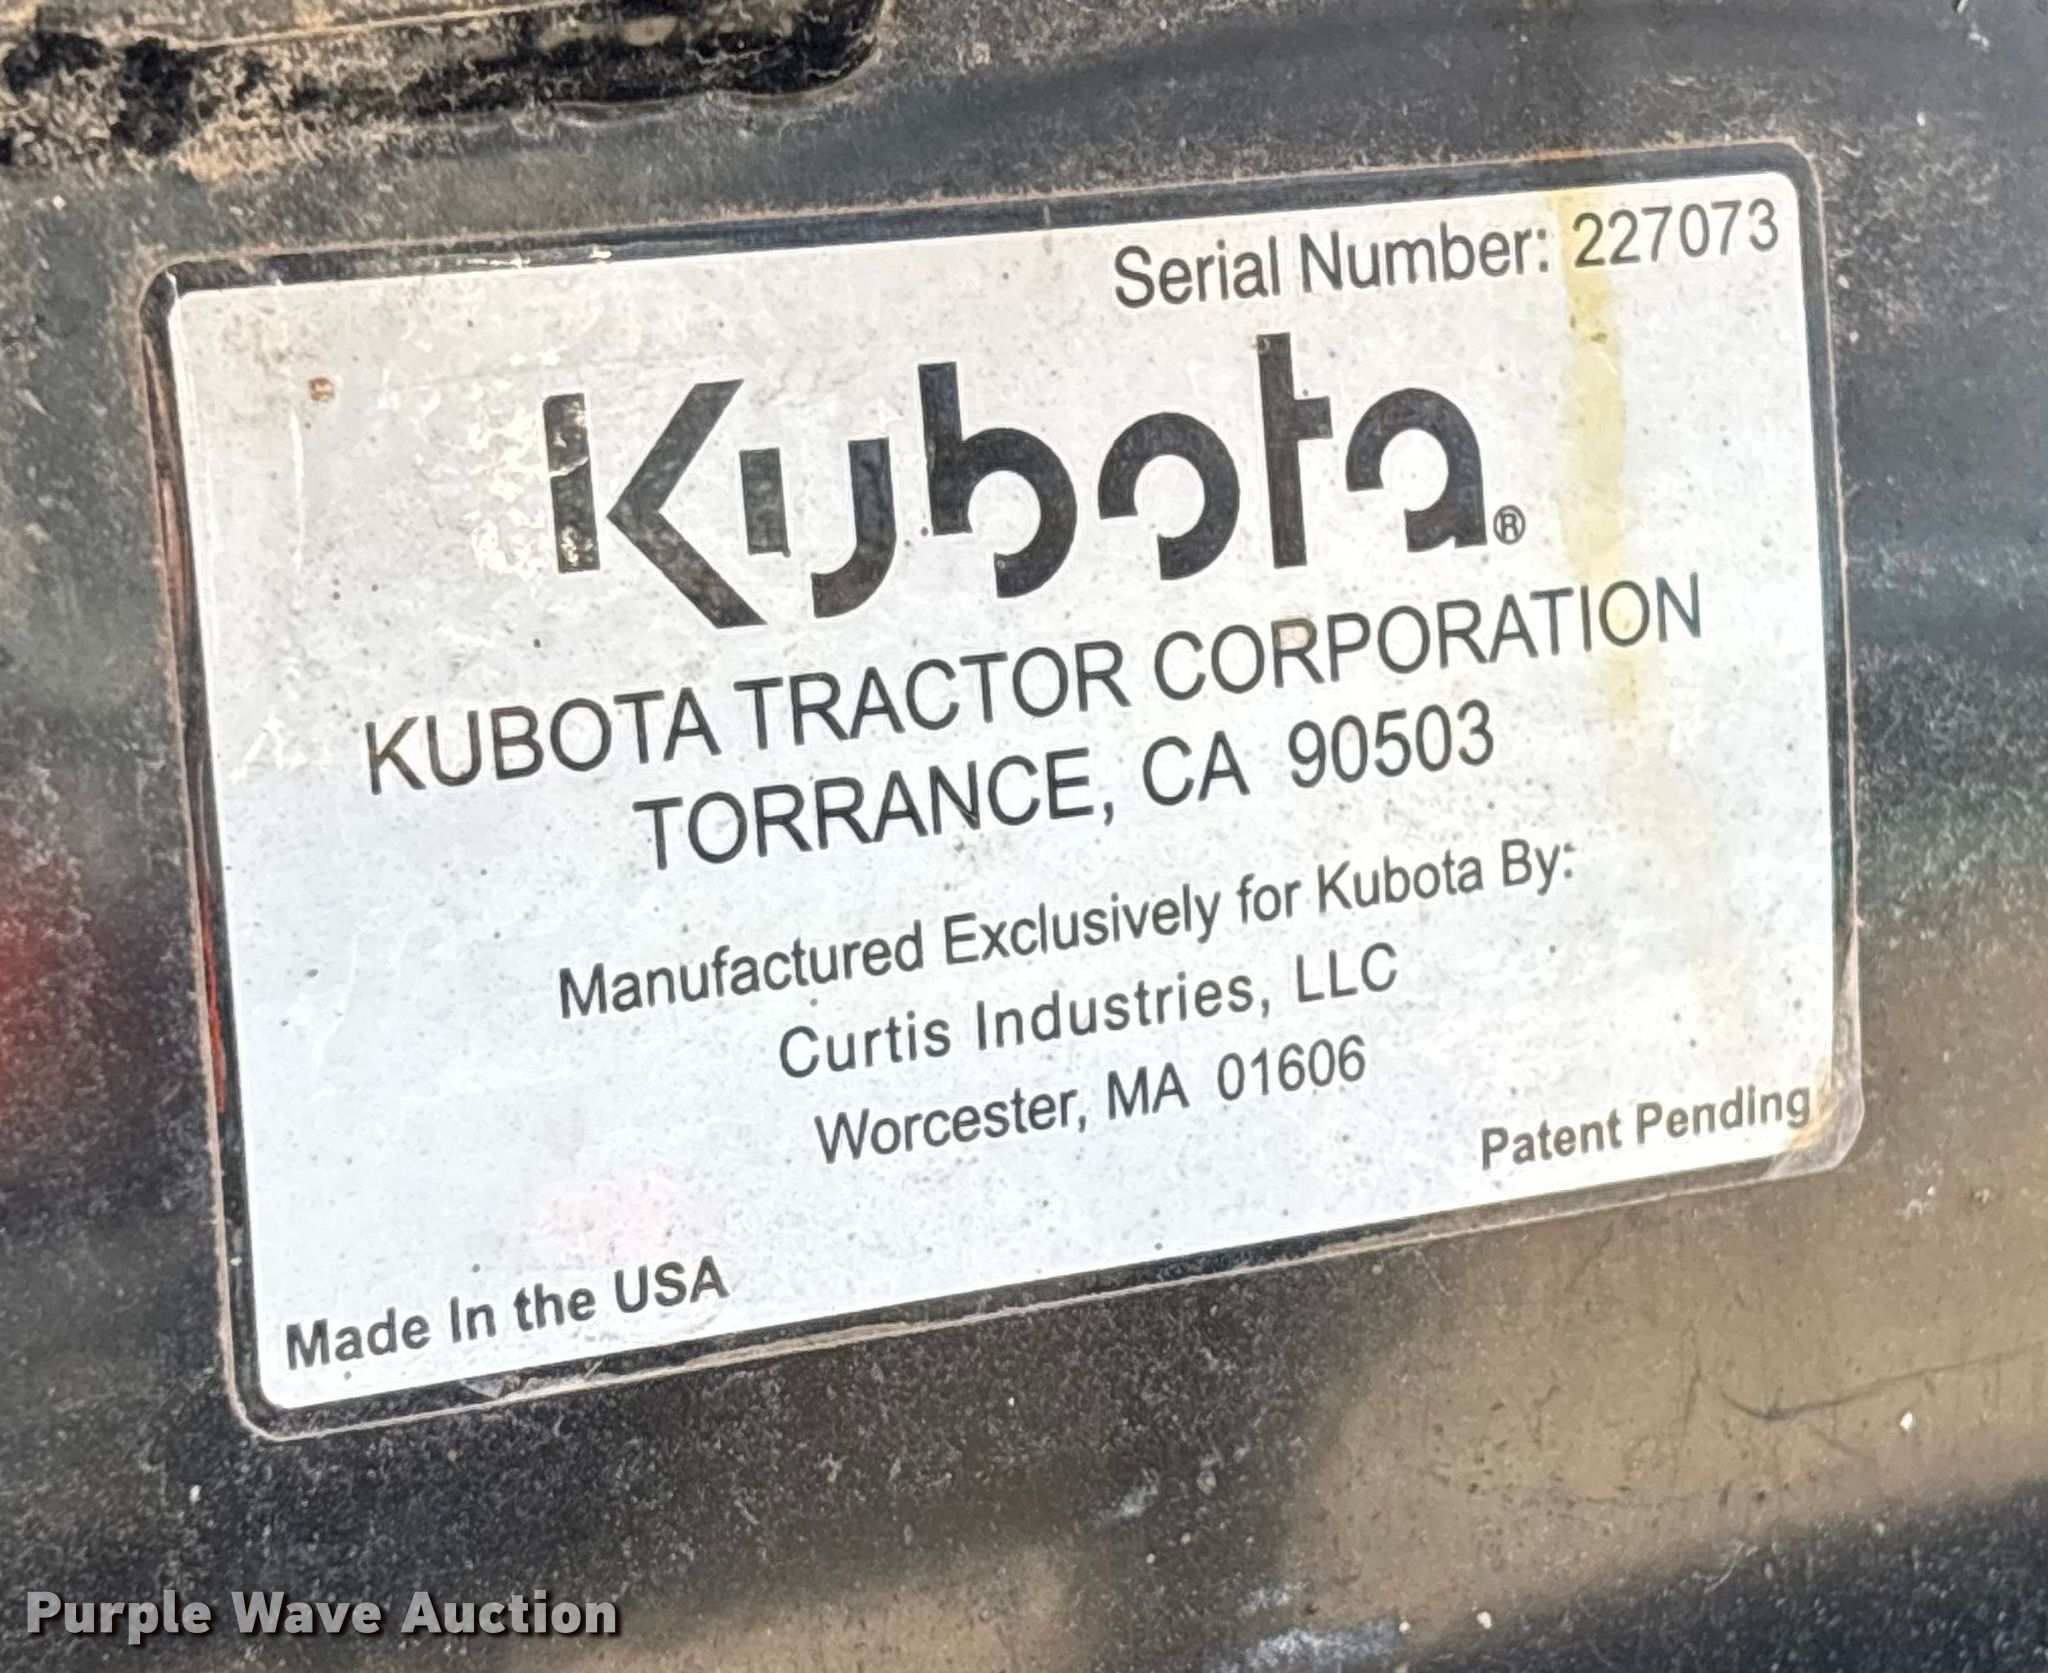 Serial Number: 227073
Kubota®
KUBOTA TRACTOR CORPORATION
TORRANCE, CA 90503
Manufactured Exclusively for Kubota By:
Curtis Industries, LLC
Worcester, MA 01606
Patent Pending
Made In the USA
Purple Wave Auction